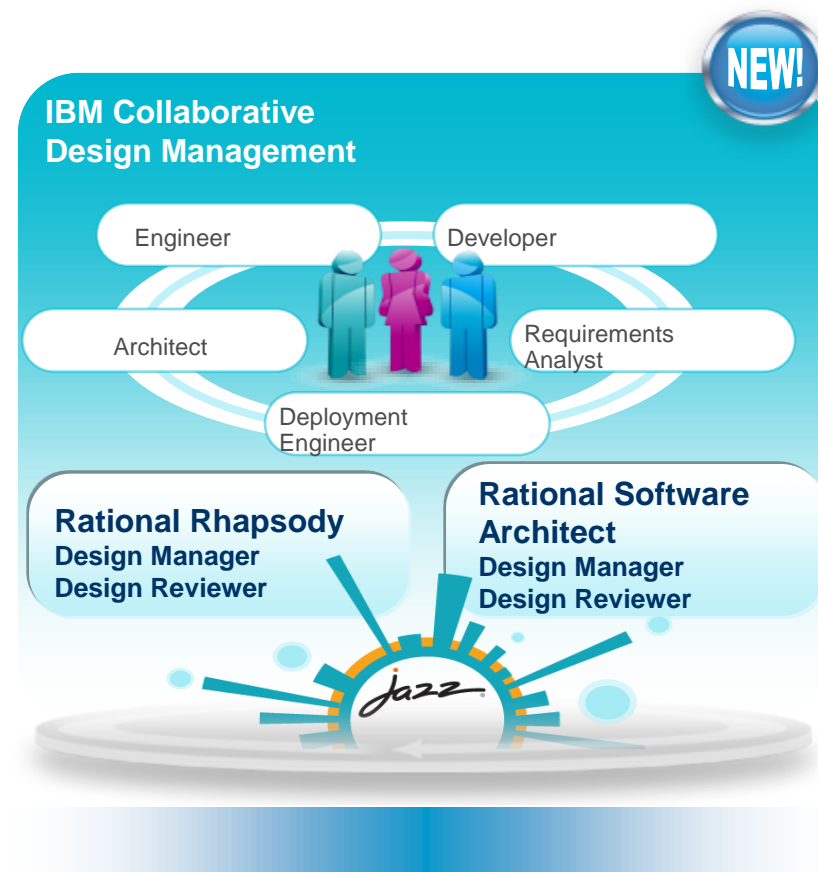 NEW!
IBM Collaborative
Design Management
Engineer
Developer
Architect
Requirements
Analyst
Deployment
Engineer
Rational Rhapsody
Design Manager
Design Reviewer
Rational Software
Architect
Design Manager
Design Reviewer
jazz